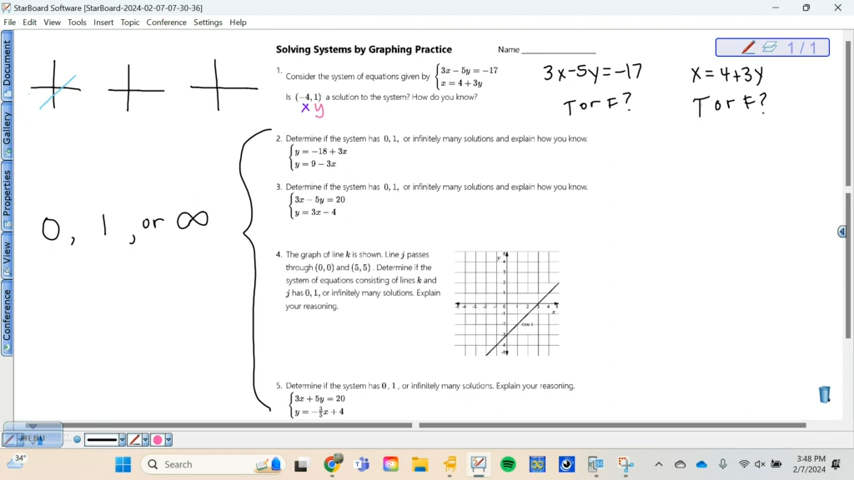 StarBoard Software - [StarBoard-2024-02-07-07-30-36]
File Edit View Tools Content Conference Settings Help
Document
Gallery
Properties
View
Conference
1 / 1
Solving Systems by Graphing Practice Name
1. Consider the system of equations given by {3x − 5y = −17
x = 4 + 3y
Is (−4, 1) a solution to the system? How do you know?
x y
3x-5y=-17
T or F?
x=4+3y
T or F?
2. Determine if the system has 0, 1, or infinitely many solutions and explain how you know.
{y = −18 + 3x
y = 9 − 3x
3. Determine if the system has 0, 1, or infinitely many solutions and explain how you know.
{3x − 5y = 20
y = 3x − 4
0, 1, or ∞
4. The graph of line k is shown. Line j passes
through (0, 0) and (5, 5). Determine if the
system of equations consisting of lines k and
j has 0, 1, or infinitely many solutions. Explain
your reasoning.
y
x
line k
5. Determine if the system has 0, 1, or infinitely many solutions. Explain your reasoning.
{3x + 5y = 20
y = −3/5x + 4
MENU
34°
Search
3:48 PM
2/7/2024